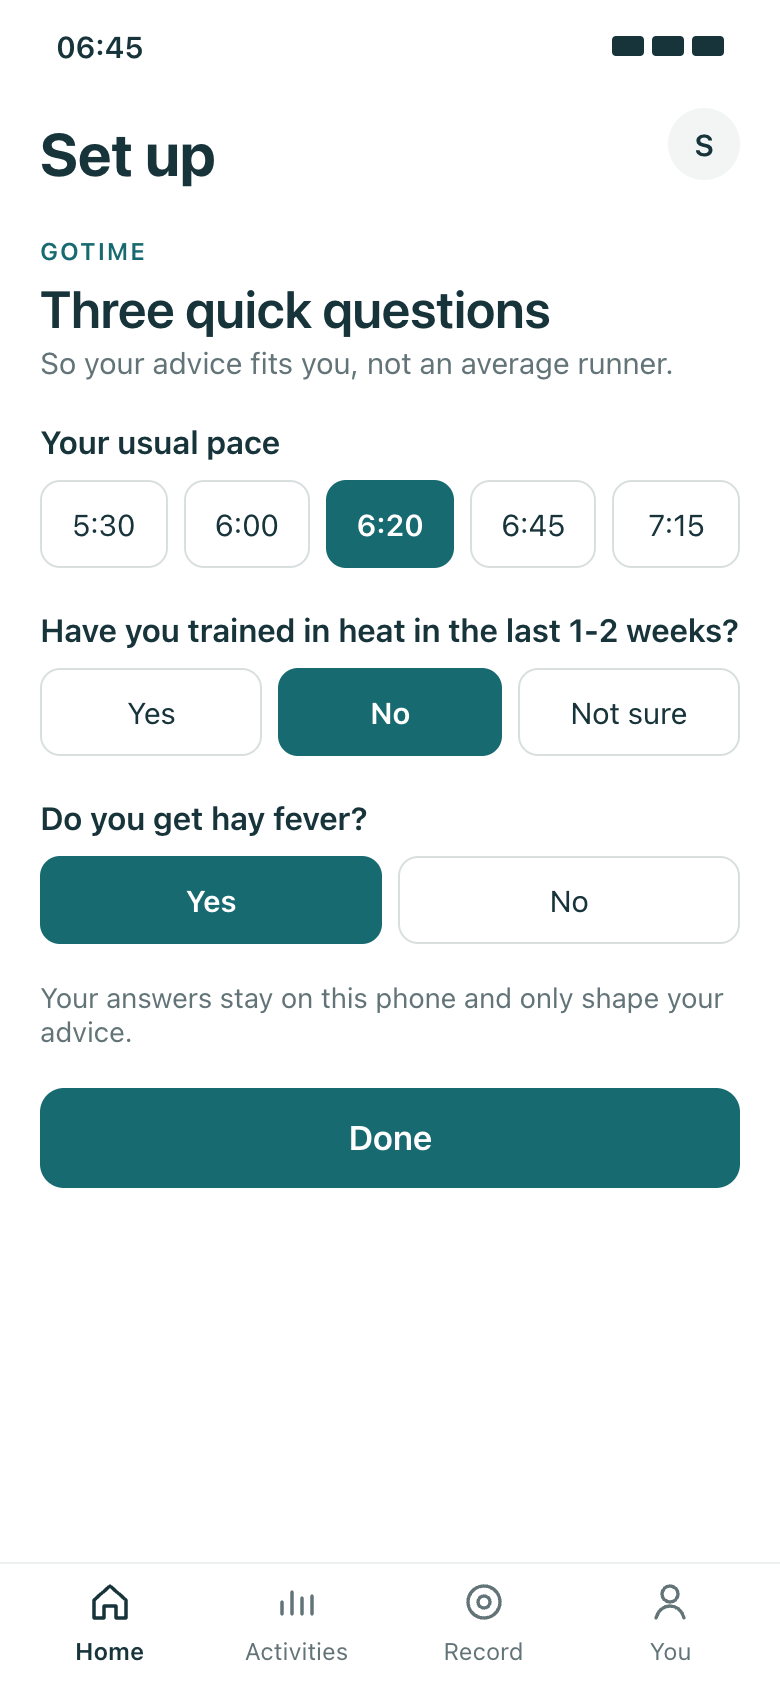 06:45
Set up
S
GOTIME
Three quick questions
So your advice fits you, not an average runner.
Your usual pace
5:30 6:00 6:20 6:45 7:15
Have you trained in heat in the last 1-2 weeks?
Yes No Not sure
Do you get hay fever?
Yes No
Your answers stay on this phone and only shape your
advice.
Done
Home Activities Record You